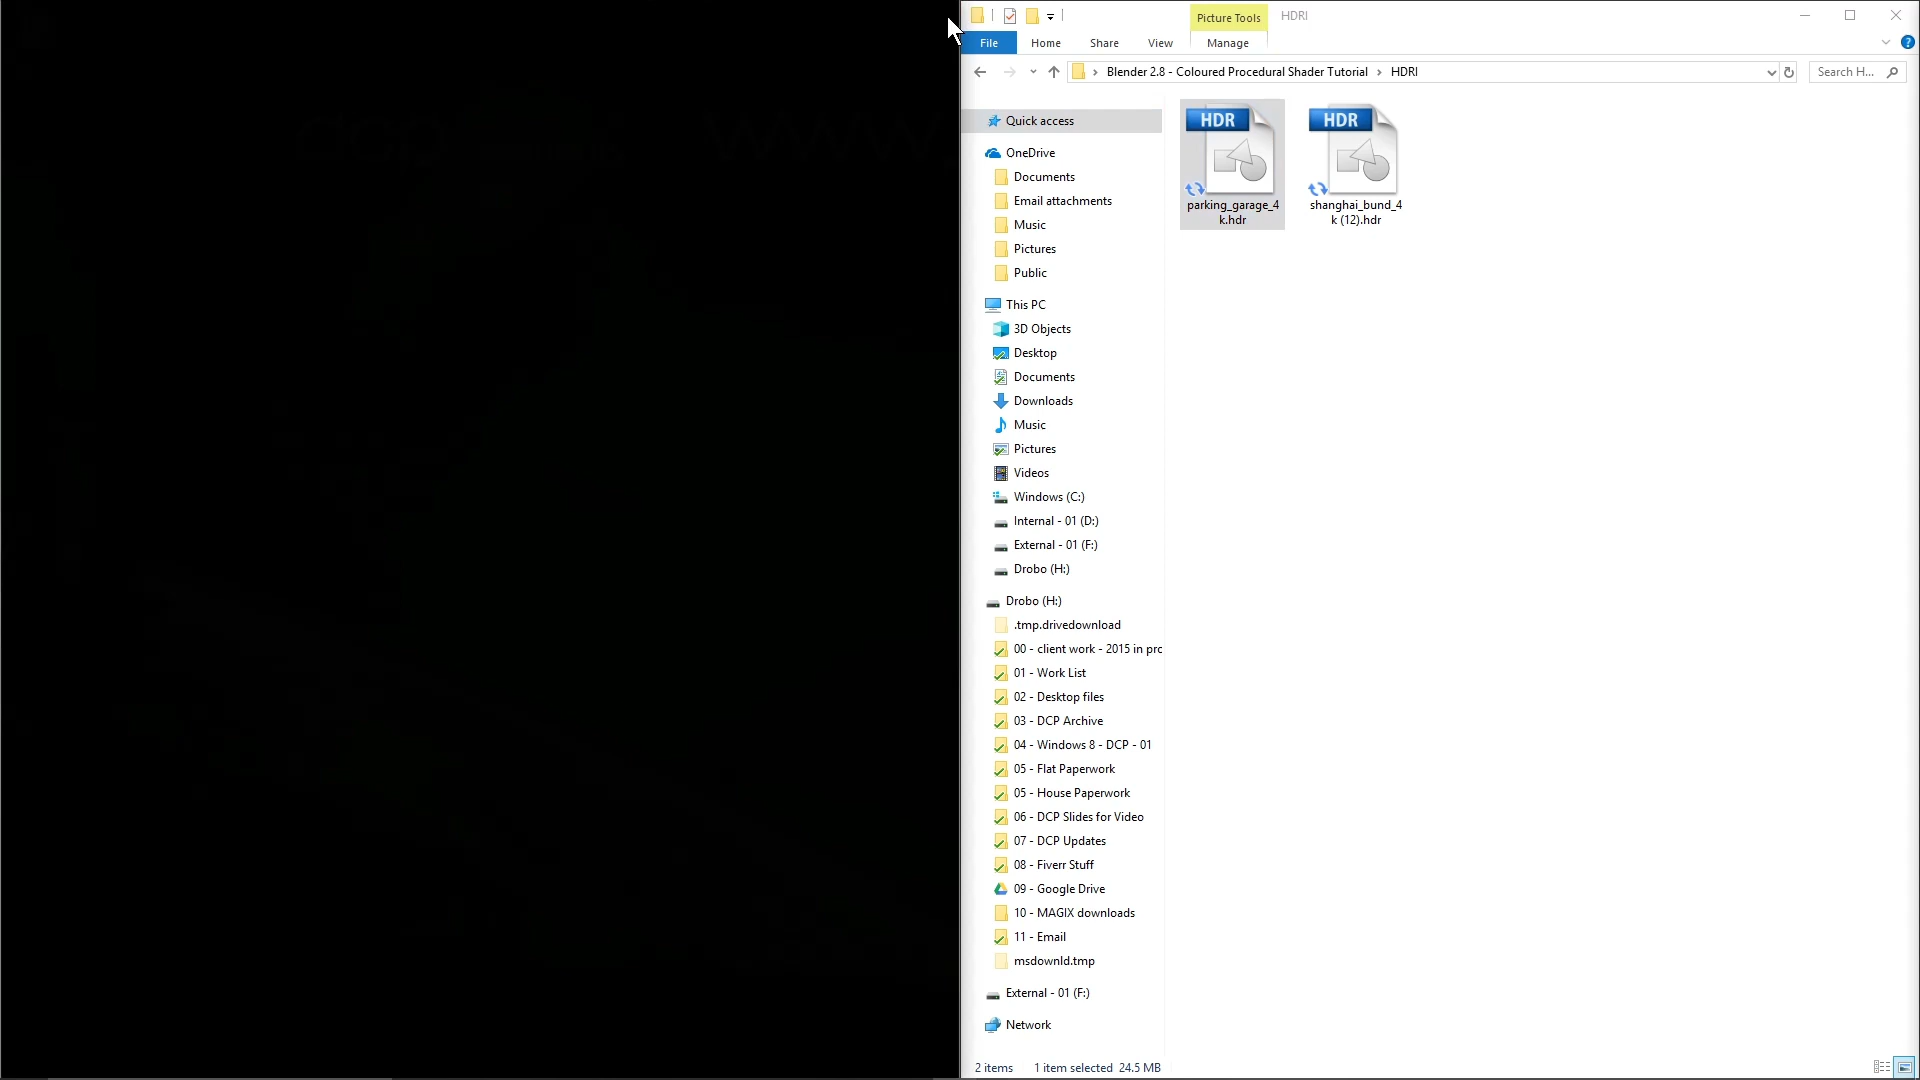 Picture Tools
HDRI
File
Home
Share
View
Manage
Blender 2.8 - Coloured Procedural Shader Tutorial
HDRI
Search H...
Quick access
OneDrive
Documents
Email attachments
Music
Pictures
Public
This PC
3D Objects
Desktop
Documents
Downloads
Music
Pictures
Videos
Windows (C:)
Internal - 01 (D:)
External - 01 (F:)
Drobo (H:)
Drobo (H:)
.tmp.drivedownload
00 - client work - 2015 in pro
01 - Work List
02 - Desktop files
03 - DCP Archive
04 - Windows 8 - DCP - 01
05 - Flat Paperwork
05 - House Paperwork
06 - DCP Slides for Video
07 - DCP Updates
08 - Fiverr Stuff
09 - Google Drive
10 - MAGIX downloads
11 - Email
msdownld.tmp
External - 01 (F:)
Network
HDR
parking_garage_4
k.hdr
HDR
shanghai_bund_4
k (12).hdr
2 items
1 item selected 24.5 MB